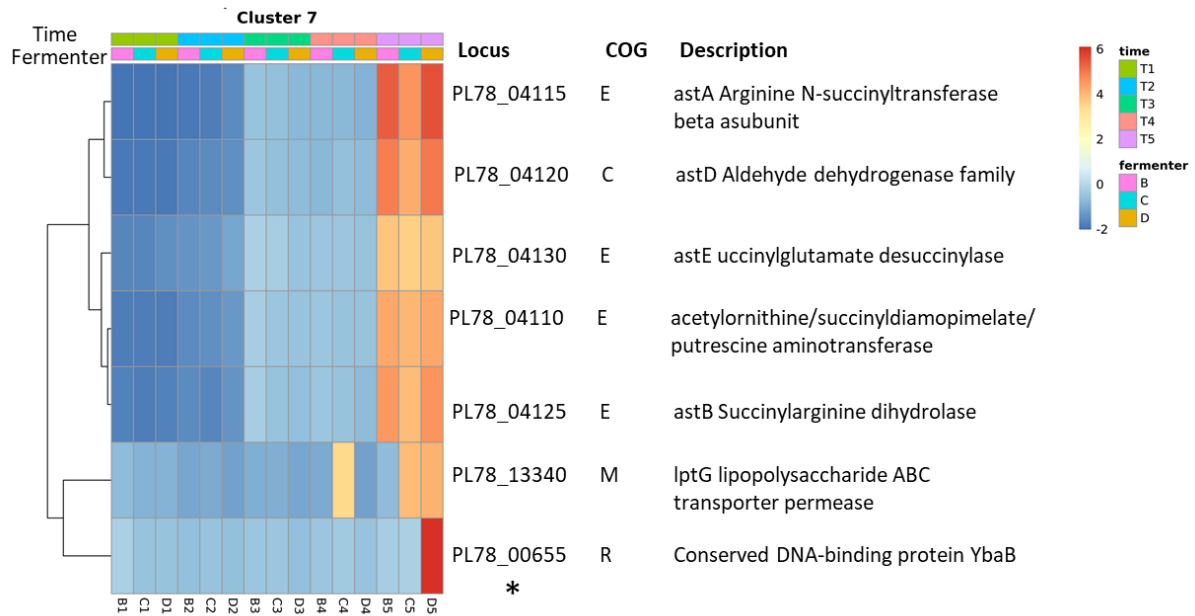 Cluster 7
Time
Fermenter
Locus COG Description
PL78_04115 E astA Arginine N-succinyltransferase
beta asubunit
PL78_04120 C astD Aldehyde dehydrogenase family
PL78_04130 E astE uccinylglutamate desuccinylase
PL78_04110 E acetylornithine/succinyldiamopimelate/
putrescine aminotransferase
PL78_04125 E astB Succinylarginine dihydrolase
PL78_13340 M lptG lipopolysaccharide ABC
transporter permease
PL78_00655 R Conserved DNA-binding protein YbaB
*
B1 C1 D1 B2 C2 D2 B3 C3 D3 B4 C4 D4 B5 C5 D5
6
4
2
0
-2
time
T1
T2
T3
T4
T5
fermenter
B
C
D